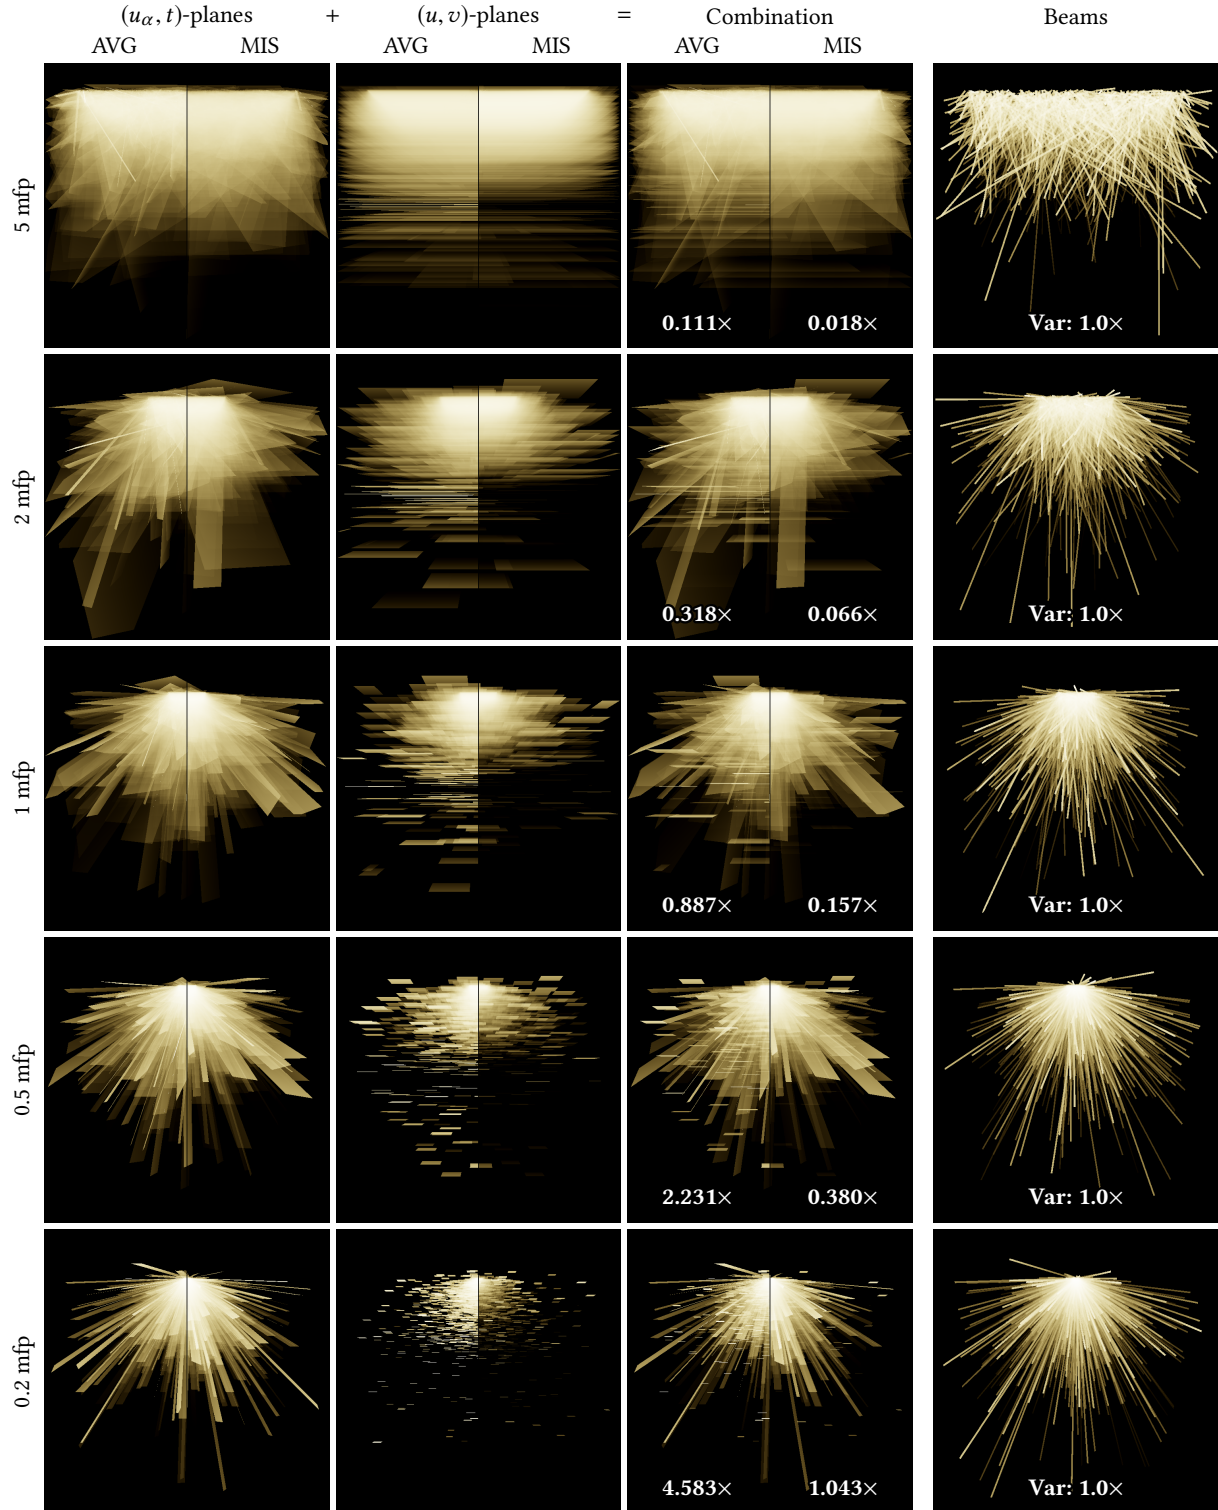 (u_α, t)-planes + (u, v)-planes = Combination Beams
AVG MIS AVG MIS AVG MIS
5 mfp
0.111× 0.018× Var: 1.0×
2 mfp
0.318× 0.066× Var: 1.0×
1 mfp
0.887× 0.157× Var: 1.0×
0.5 mfp
2.231× 0.380× Var: 1.0×
0.2 mfp
4.583× 1.043× Var: 1.0×